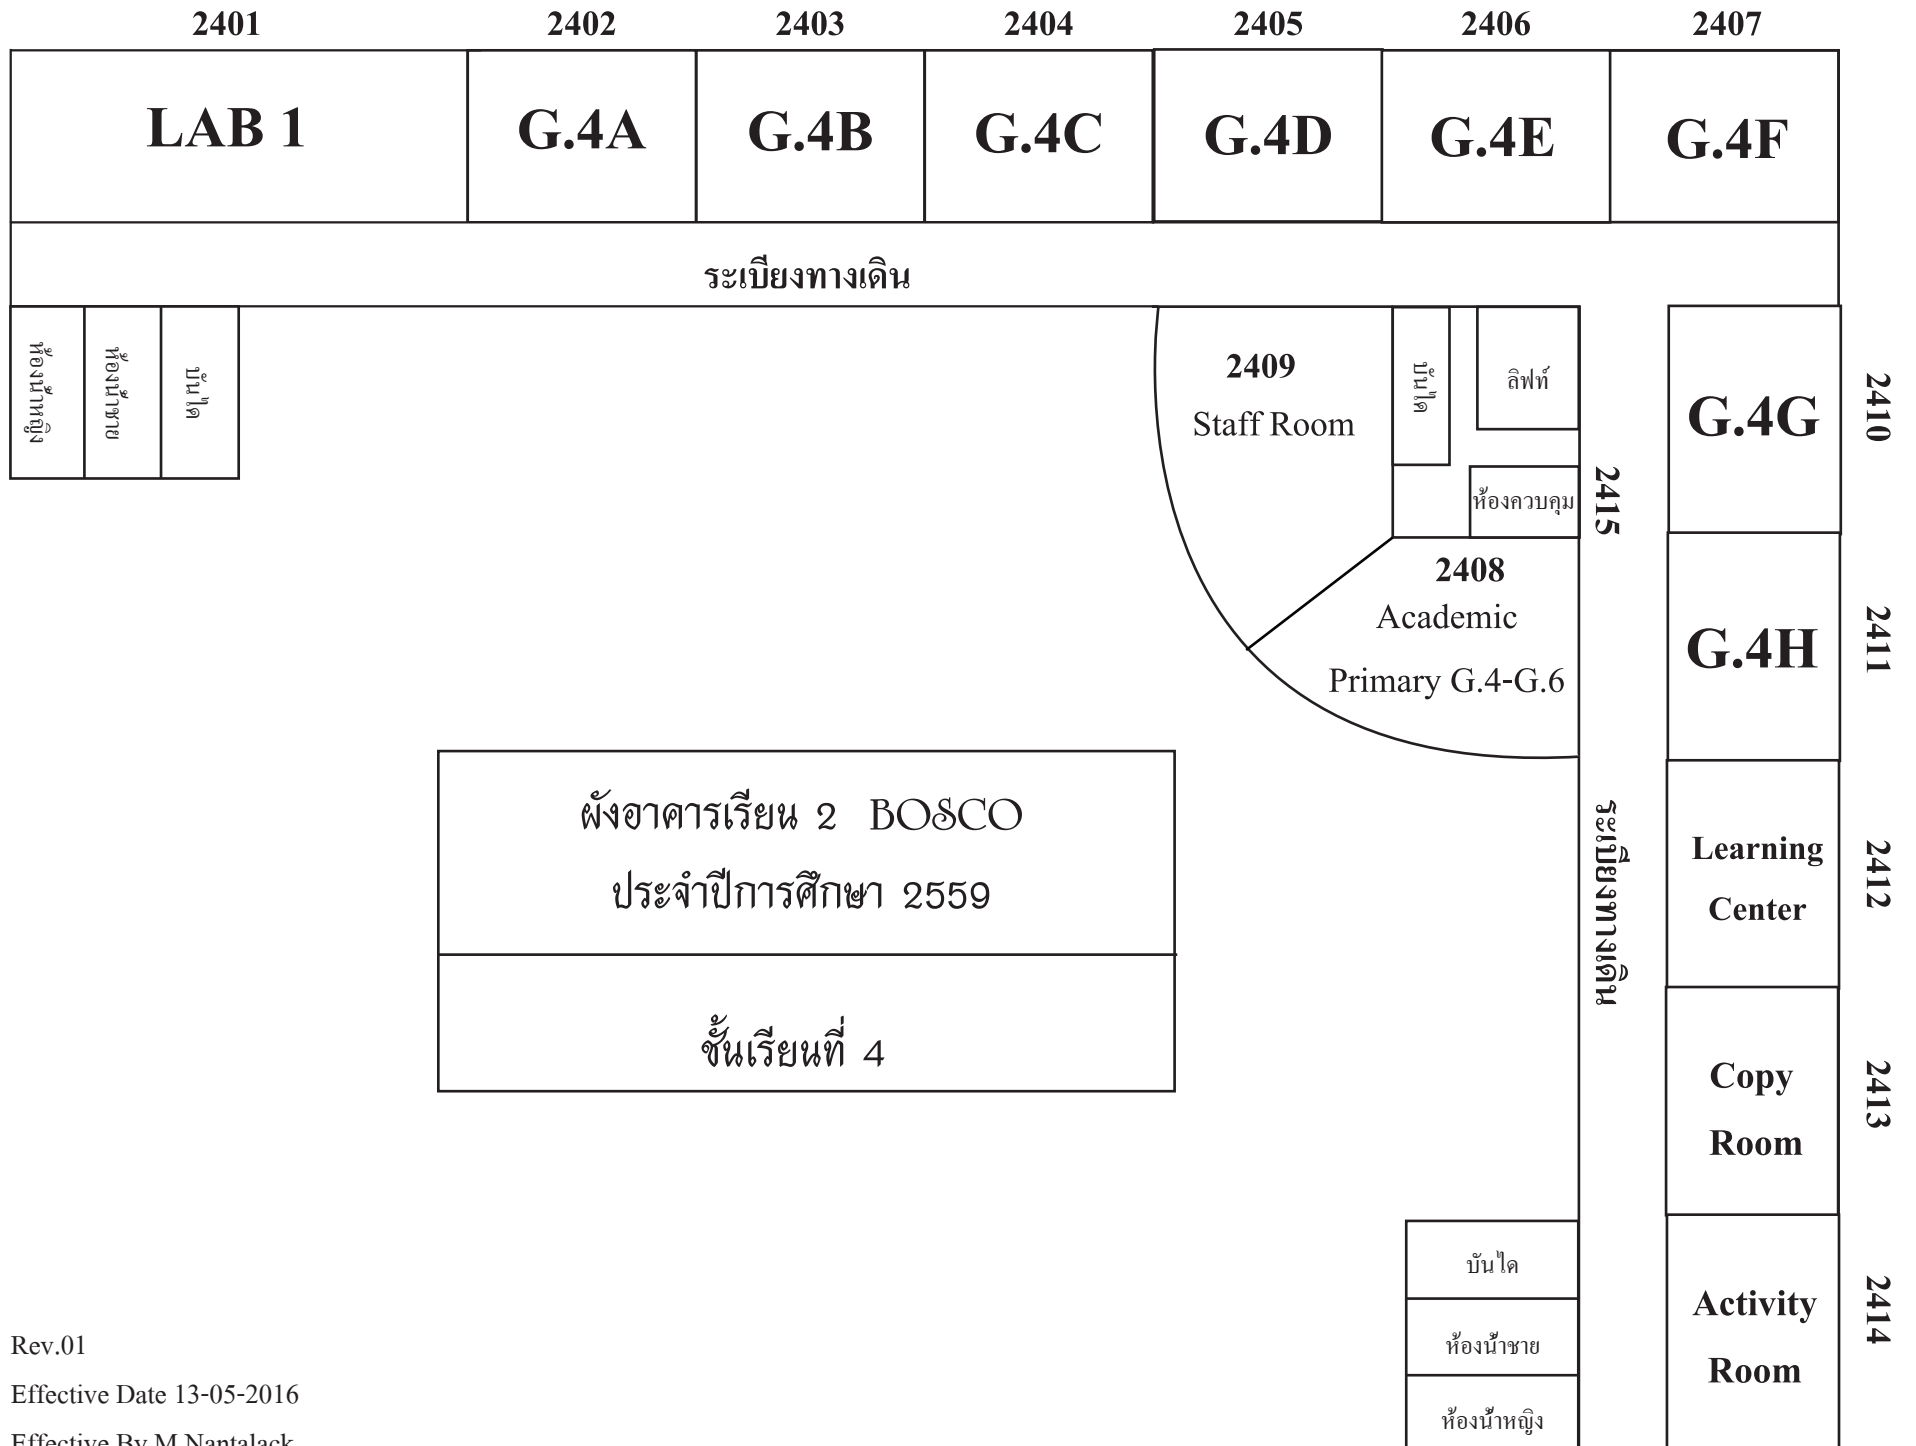 2401 2402 2403 2404 2405 2406 2407
LAB 1 G.4A G.4B G.4C G.4D G.4E G.4F
ระเบียงทางเดิน
ห้องน้ำหญิง
ห้องน้ำชาย
บันได
2409
Staff Room
บันได
ลิฟท์
ห้องควบคุม
2415
2408
Academic
Primary G.4-G.6
G.4G
2410
G.4H
2411
ระเบียงทางเดิน
Learning
Center
2412
Copy
Room
2413
Activity
Room
2414
ผังอาคารเรียน 2 BOSCO
ประจำปีการศึกษา 2559
ชั้นเรียนที่ 4
บันได
ห้องน้ำชาย
ห้องน้ำหญิง
Rev.01
Effective Date 13-05-2016
Effective By M.Nantalack